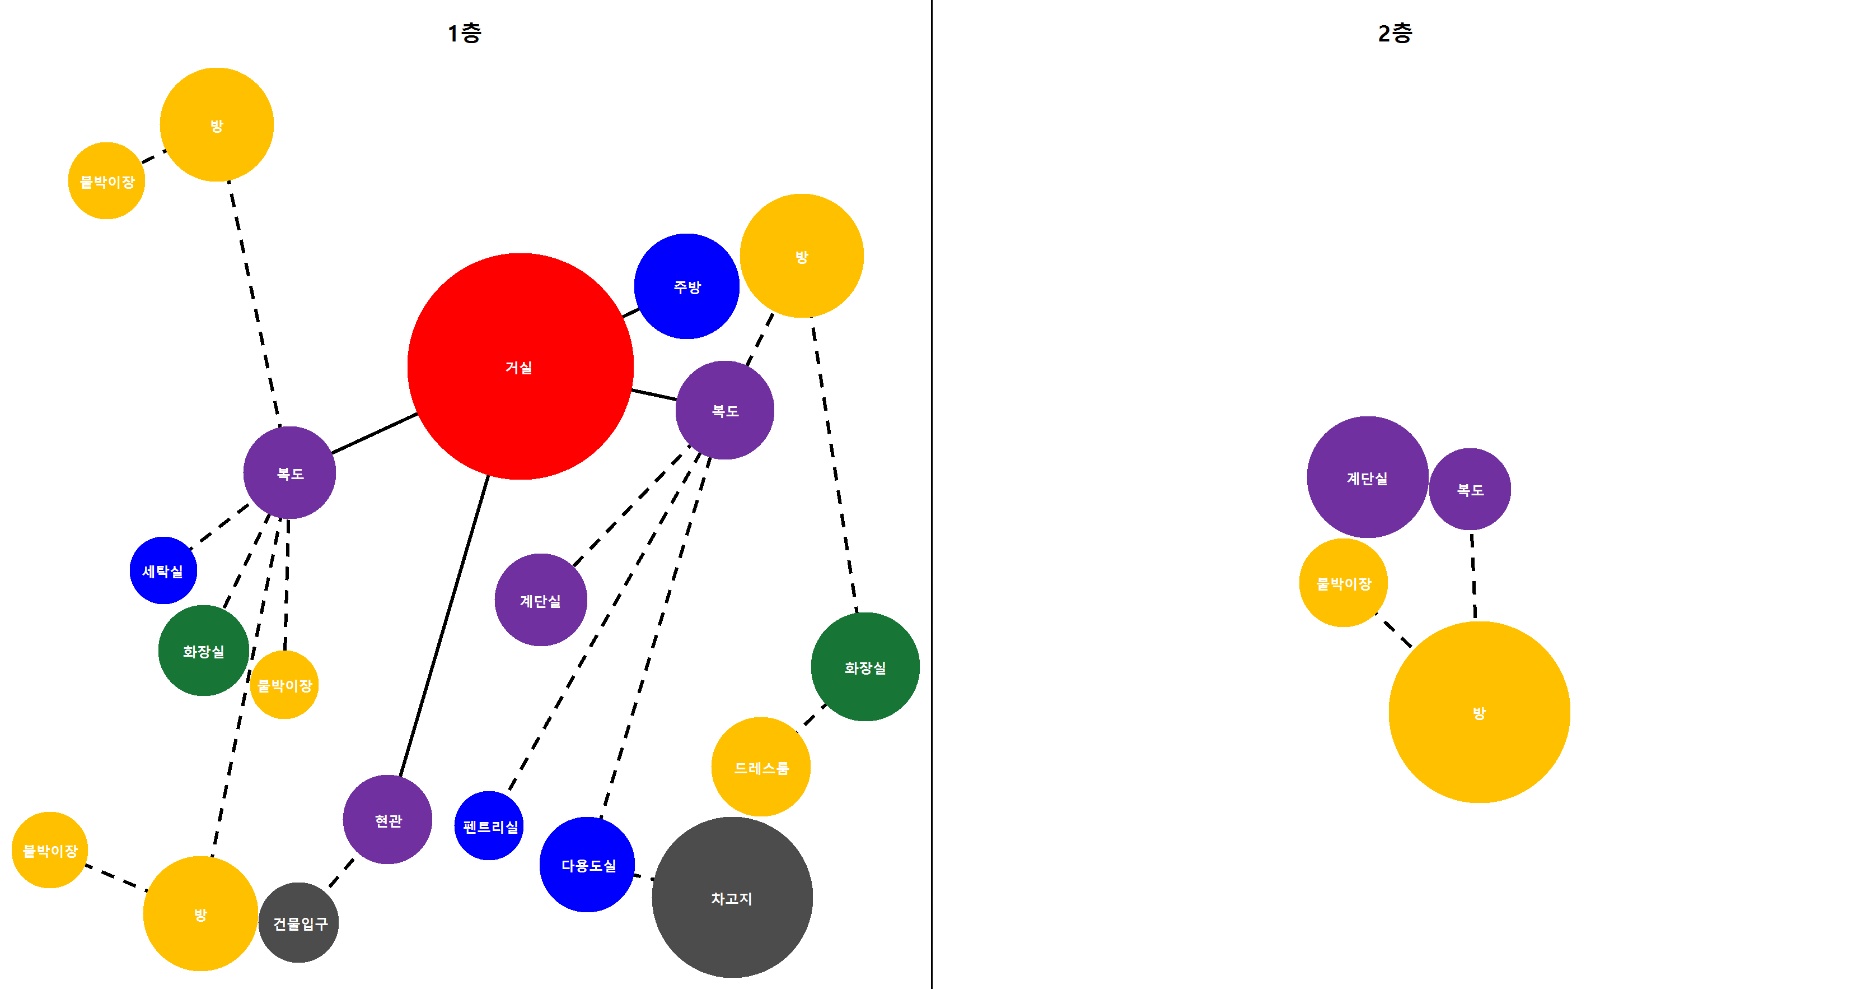 1층
2층
방
붙박이장
방
주방
거실
복도
복도
계단실
복도
세탁실
붙박이장
계단실
화장실
화장실
붙박이장
방
드레스룸
현관
펜트리실
붙박이장
다용도실
차고지
방
건물입구